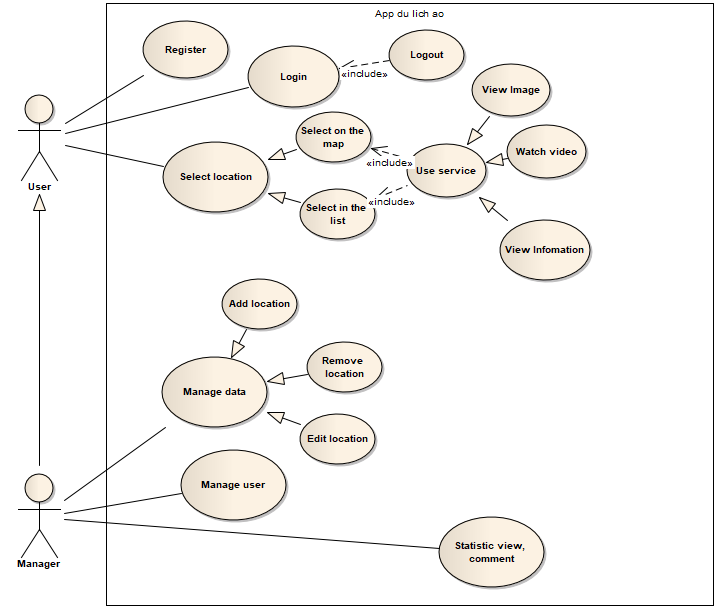 App du lich ao
Register
Login
Logout
«include»
View Image
Select on the
map
Watch video
«include»
Use service
Select location
User
Select in the
list
«include»
View Infomation
Add location
Remove
location
Manage data
Edit location
Manage user
Statistic view,
comment
Manager